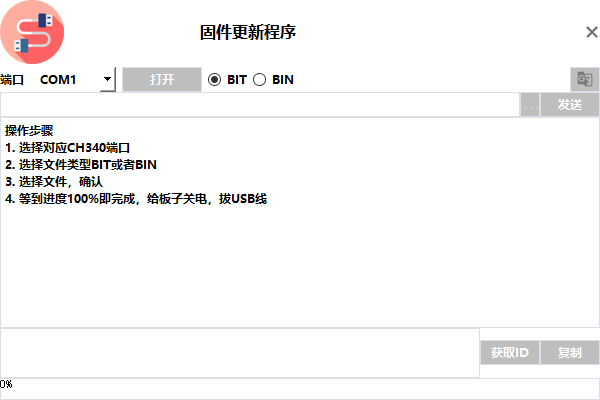 固件更新程序
端口 COM1 打开 BIT BIN
... 发送
操作步骤
1. 选择对应CH340端口
2. 选择文件类型BIT或者BIN
3. 选择文件，确认
4. 等到进度100%即完成，给板子关电，拔USB线
获取ID 复制
0%